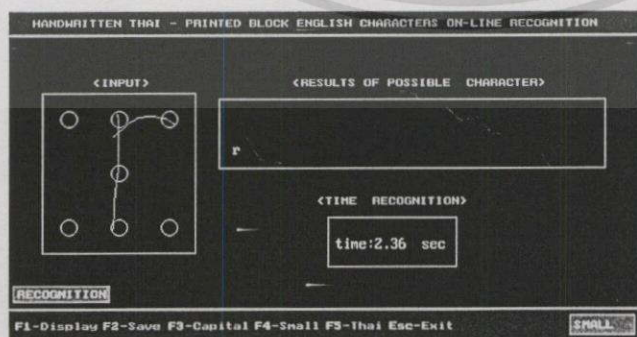 HANDWRITTEN THAI - PRINTED BLOCK ENGLISH CHARACTERS ON-LINE RECOGNITION
<INPUT>
<RESULTS OF POSSIBLE CHARACTER>
r
<TIME RECOGNITION>
time:2.36 sec
RECOGNITION
F1-Display F2-Save F3-Capital F4-Small F5-Thai Esc-Exit
SMALL